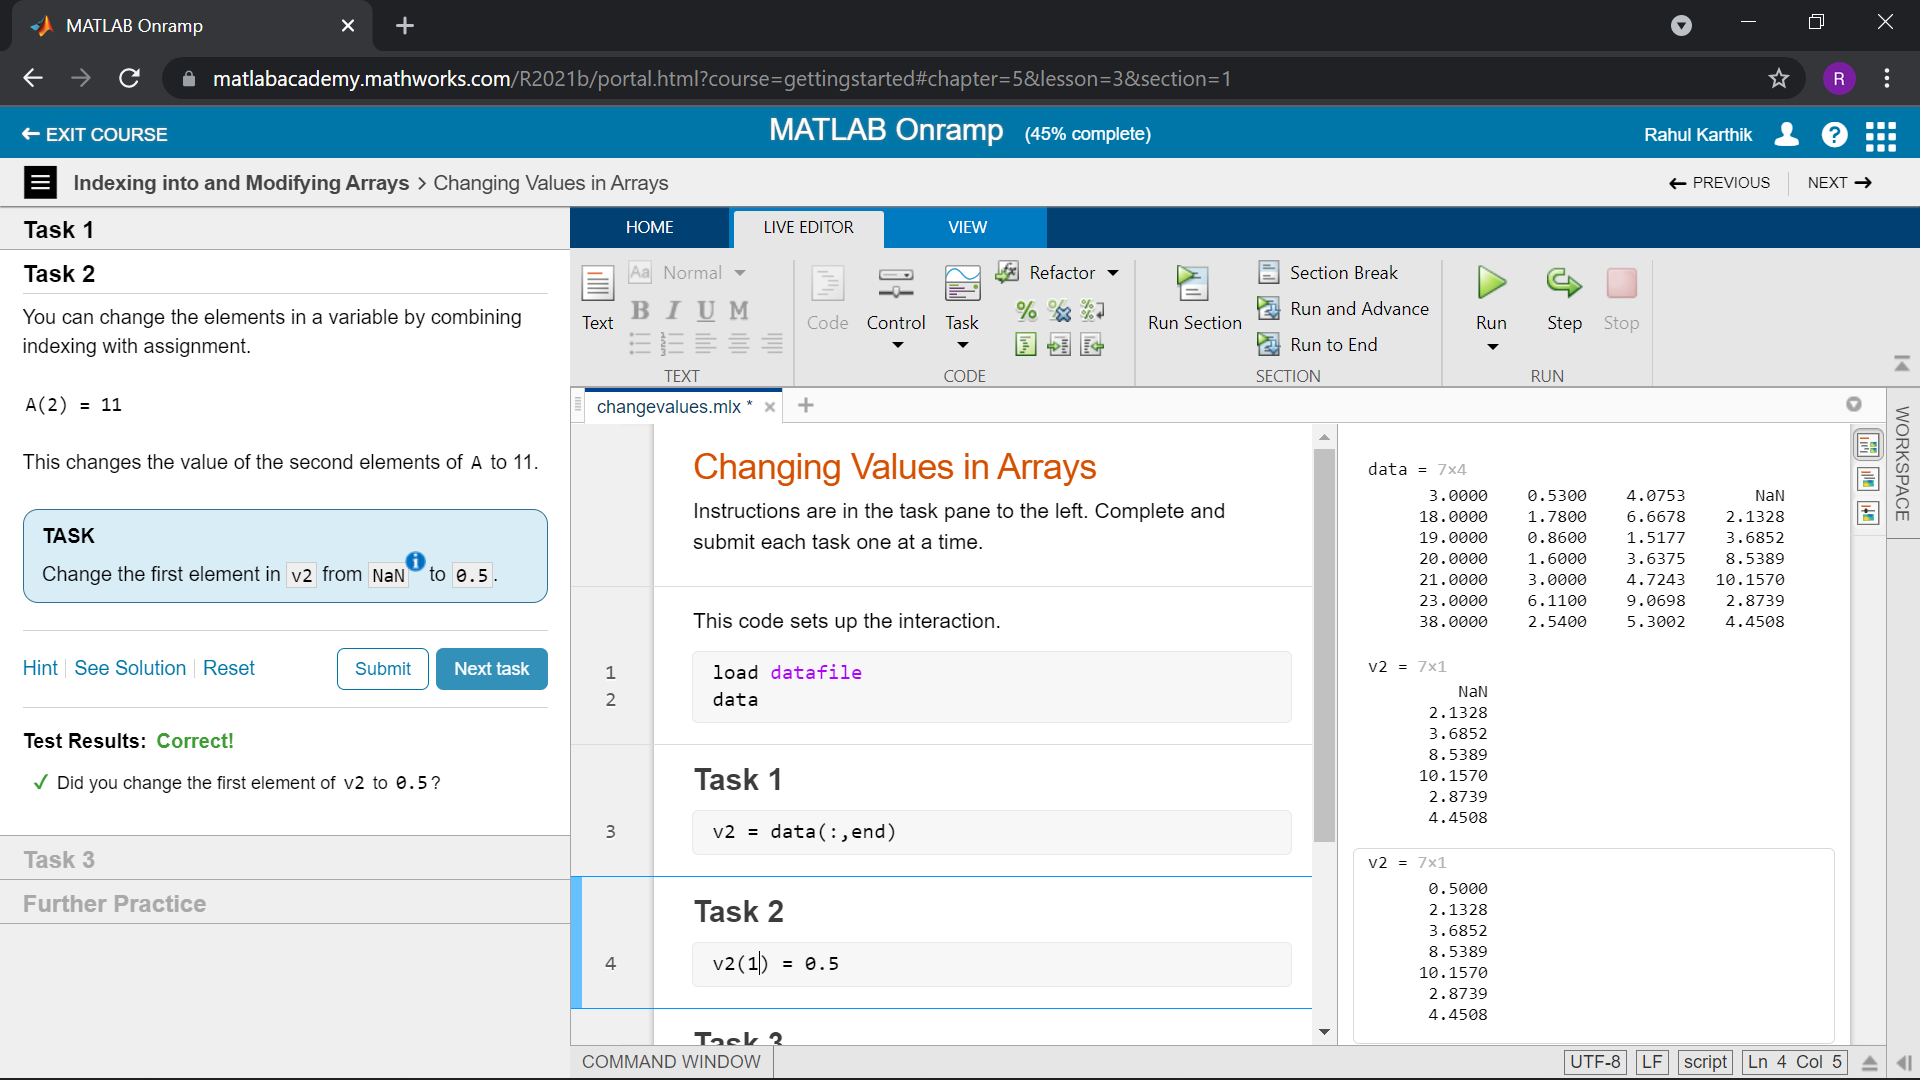 MATLAB Onramp
matlabacademy.mathworks.com/R2021b/portal.html?course=gettingstarted#chapter=5&lesson=3&section=1
R
EXIT COURSE
MATLAB Onramp (45% complete)
Rahul Karthik
?
Indexing into and Modifying Arrays > Changing Values in Arrays
PREVIOUS
NEXT
Task 1
Task 2
You can change the elements in a variable by combining
indexing with assignment.
A(2) = 11
This changes the value of the second elements of A to 11.
TASK
Change the first element in v2 from NaN i to 0.5.
Hint
See Solution
Reset
Submit
Next task
Test Results: Correct!
✓ Did you change the first element of v2 to 0.5?
Task 3
Further Practice
HOME
LIVE EDITOR
VIEW
Text
Aa Normal
B I U M
TEXT
Code
Control
Task
Refactor
CODE
Run Section
Section Break
Run and Advance
Run to End
SECTION
Run
Step
Stop
RUN
changevalues.mlx *
WORKSPACE
Changing Values in Arrays
Instructions are in the task pane to the left. Complete and
submit each task one at a time.
This code sets up the interaction.
1 load datafile
2 data
Task 1
3 v2 = data(:,end)
Task 2
4 v2(1) = 0.5
Task 3
data = 7×4
3.0000 0.5300 4.0753 NaN
18.0000 1.7800 6.6678 2.1328
19.0000 0.8600 1.5177 3.6852
20.0000 1.6000 3.6375 8.5389
21.0000 3.0000 4.7243 10.1570
23.0000 6.1100 9.0698 2.8739
38.0000 2.5400 5.3002 4.4508
v2 = 7×1
NaN
2.1328
3.6852
8.5389
10.1570
2.8739
4.4508
v2 = 7×1
0.5000
2.1328
3.6852
8.5389
10.1570
2.8739
4.4508
COMMAND WINDOW
UTF-8
LF
script
Ln 4 Col 5